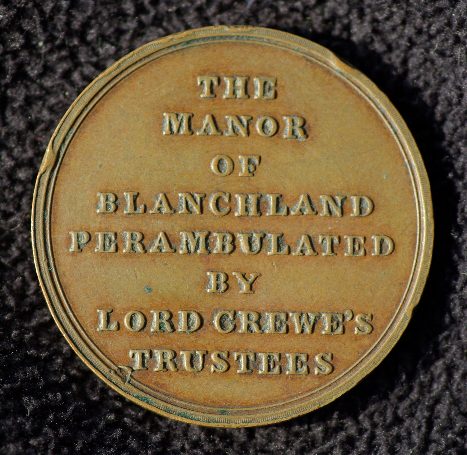 THE
MANOR
OF
BLANCHLAND
PERAMBULATED
BY
LORD CREWE'S
TRUSTEES